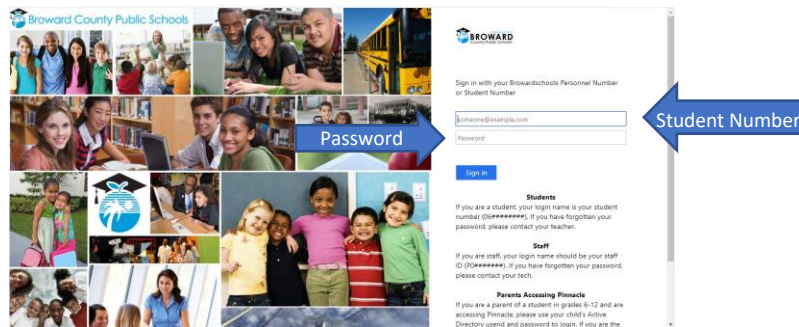 Broward County Public Schools
BROWARD
County Public Schools
Sign in with your Browardschools Personnel Number
or Student Number
someone@example.com
Student Number
Password
Password
Sign in
Students
If you are a student, your login name is your student
number (06########). If you have forgotten your
password, please contact your teacher.
Staff
If you are staff, your login name should be your staff
ID (P0#######). If you have forgotten your password,
please contact your tech.
Parents Accessing Pinnacle
If you are a parent of a student in grades 6-12 and are
accessing Pinnacle, please use your child's Active
Directory userid and password to login. If you are the